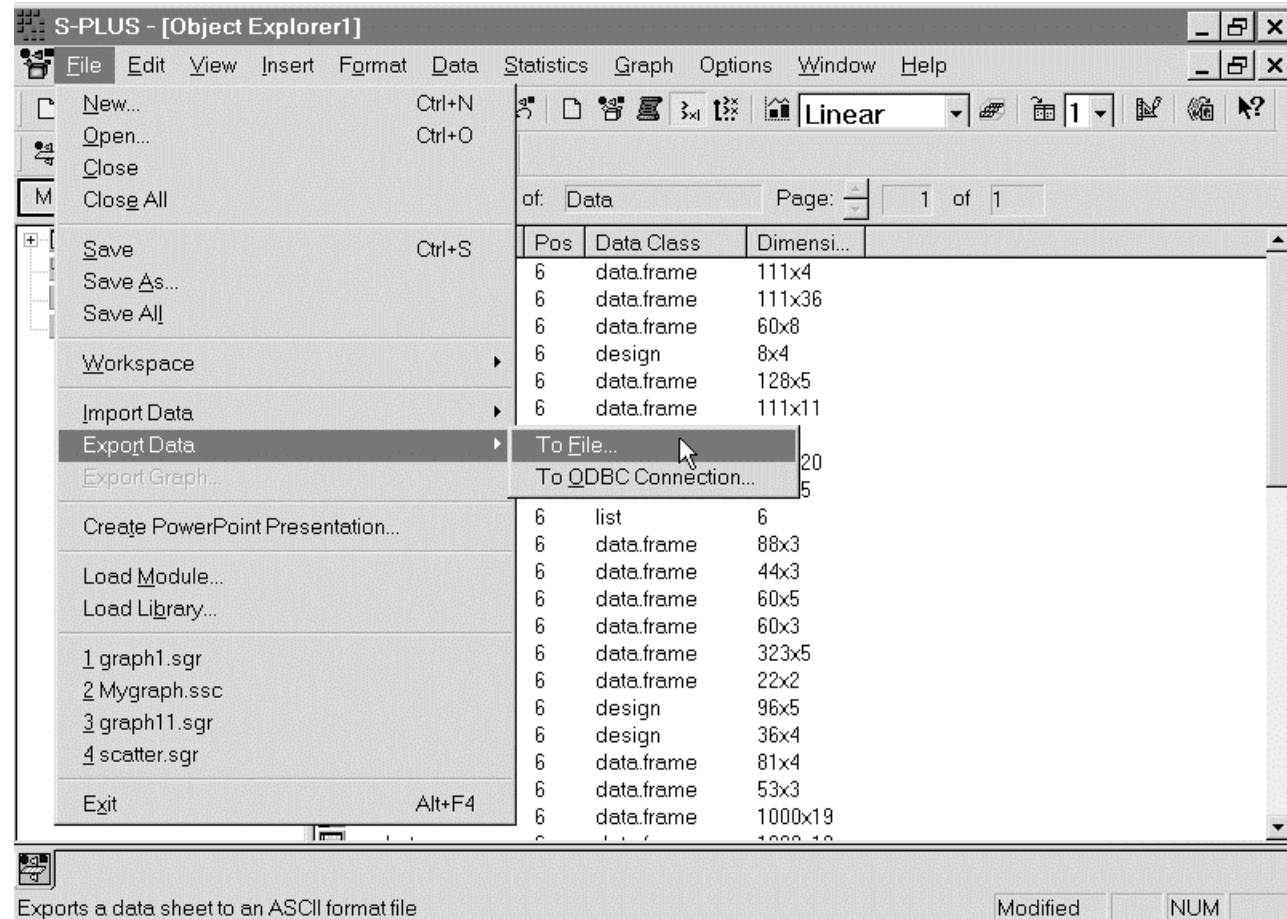 S-PLUS - [Object Explorer1]
File Edit View Insert Format Data Statistics Graph Options Window Help
Linear 1
M of: Data Page: 1 of 1
New... Ctrl+N
Open... Ctrl+O
Close
Close All
Save Ctrl+S
Save As...
Save All
Workspace
Import Data
Export Data
Export Graph...
Create PowerPoint Presentation...
Load Module...
Load Library...
1 graph1.sgr
2 Mygraph.ssc
3 graph11.sgr
4 scatter.sgr
Exit Alt+F4
To File...
To ODBC Connection...
Pos Data Class Dimensi...
6 data.frame 111x4
6 data.frame 111x36
6 data.frame 60x8
6 design 8x4
6 data.frame 128x5
6 data.frame 111x11
20
5
6 list 6
6 data.frame 88x3
6 data.frame 44x3
6 data.frame 60x5
6 data.frame 60x3
6 data.frame 323x5
6 data.frame 22x2
6 design 96x5
6 design 36x4
6 data.frame 81x4
6 data.frame 53x3
6 data.frame 1000x19
Exports a data sheet to an ASCII format file Modified NUM